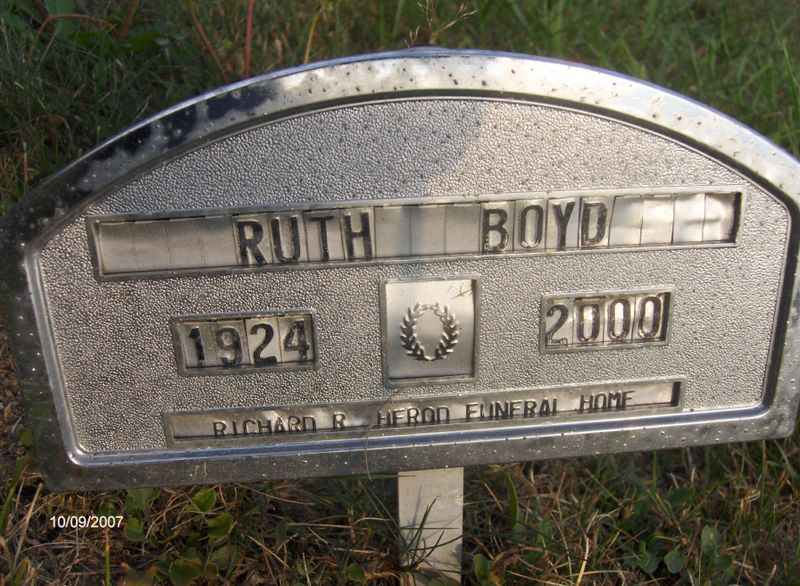 RUTH BOYD
1924 2000
RICHARD R. HEROD FUNERAL HOME
10/09/2007